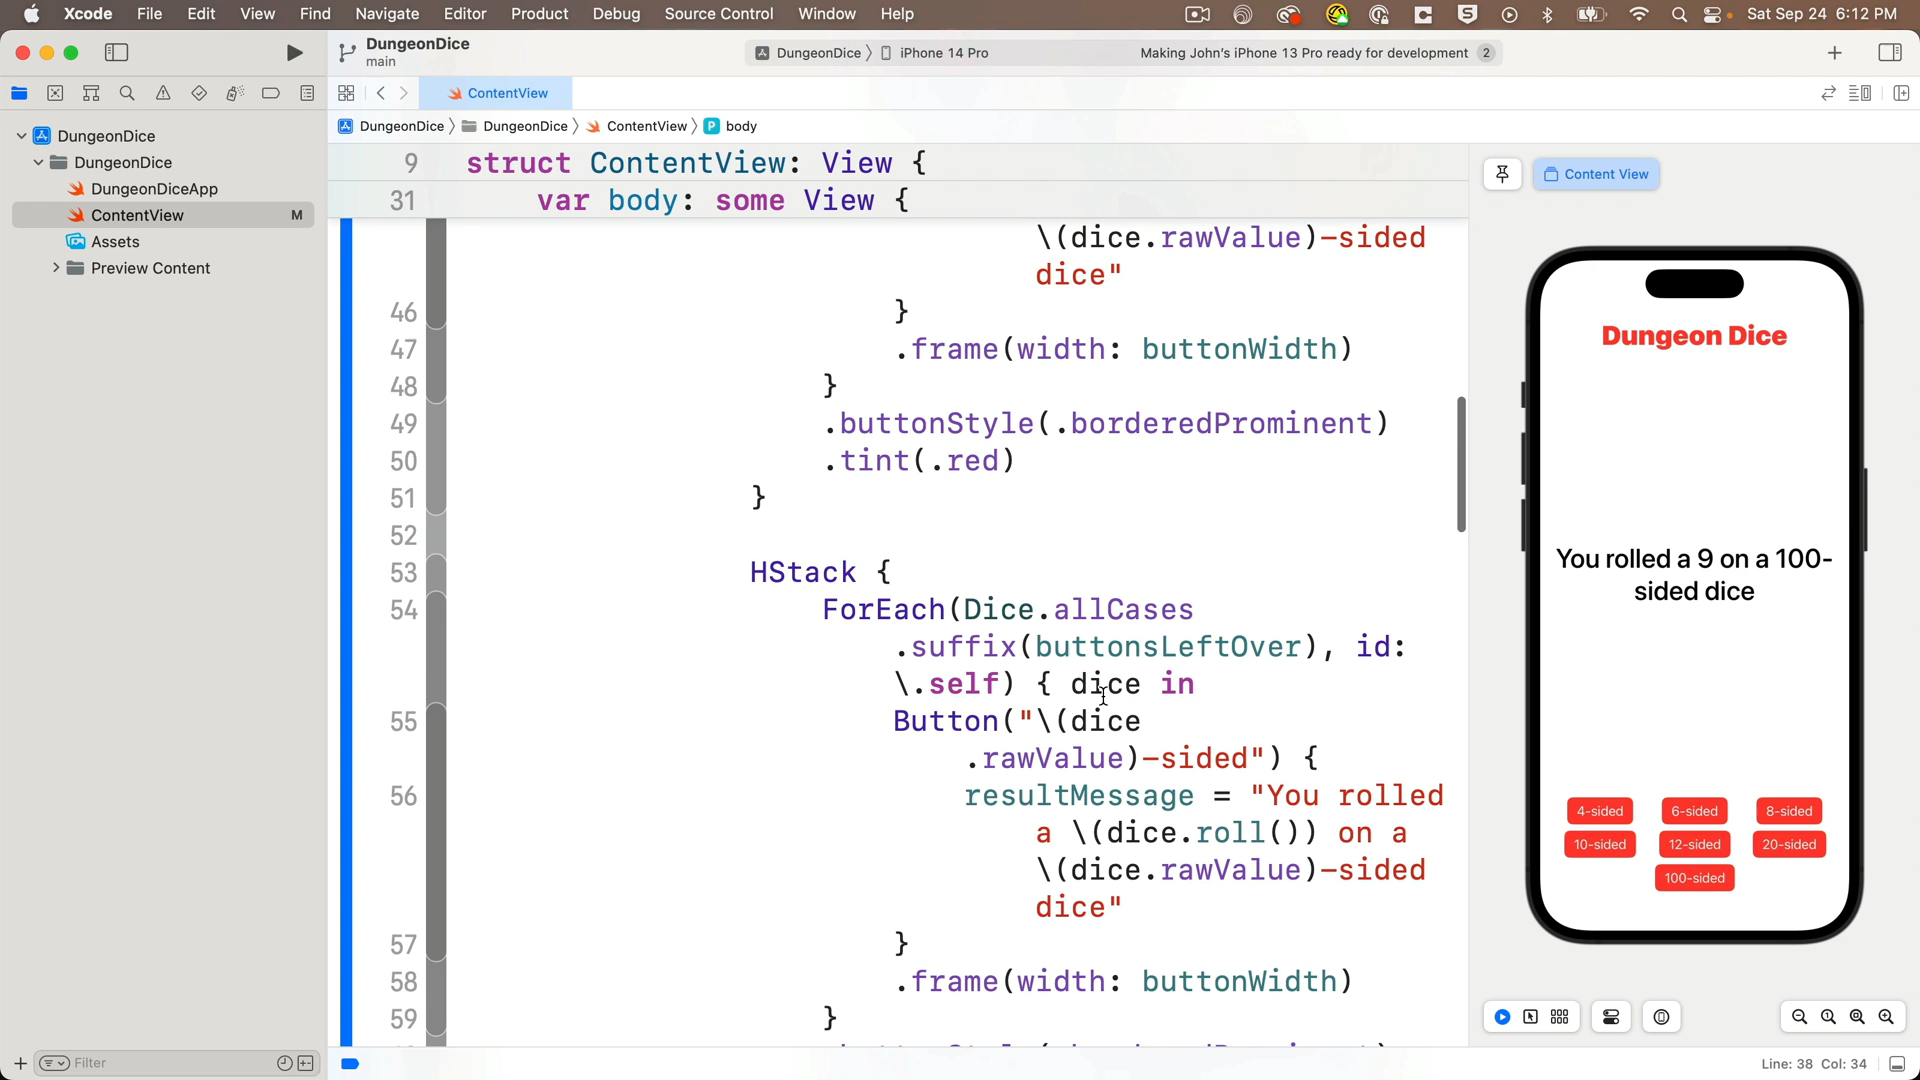 Xcode File Edit View Find Navigate Editor Product Debug Source Control Window Help
Sat Sep 24 6:12 PM
DungeonDice
main
DungeonDice
iPhone 14 Pro
Making John's iPhone 13 Pro ready for development 2
ContentView
DungeonDice
DungeonDice
ContentView
body
DungeonDice
DungeonDice
DungeonDiceApp
ContentView M
Assets
Preview Content
9 struct ContentView: View {
31 var body: some View {
\(dice.rawValue)-sided
dice"
46 }
47 .frame(width: buttonWidth)
48 }
49 .buttonStyle(.borderedProminent)
50 .tint(.red)
51 }
52
53 HStack {
54 ForEach(Dice.allCases
.suffix(buttonsLeftOver), id:
\.self) { dice in
55 Button("\(dice
.rawValue)-sided") {
56 resultMessage = "You rolled
a \(dice.roll()) on a
\(dice.rawValue)-sided
dice"
57 }
58 .frame(width: buttonWidth)
59 }
Content View
Dungeon Dice
You rolled a 9 on a 100-
sided dice
4-sided 6-sided 8-sided
10-sided 12-sided 20-sided
100-sided
Filter
Line: 38 Col: 34